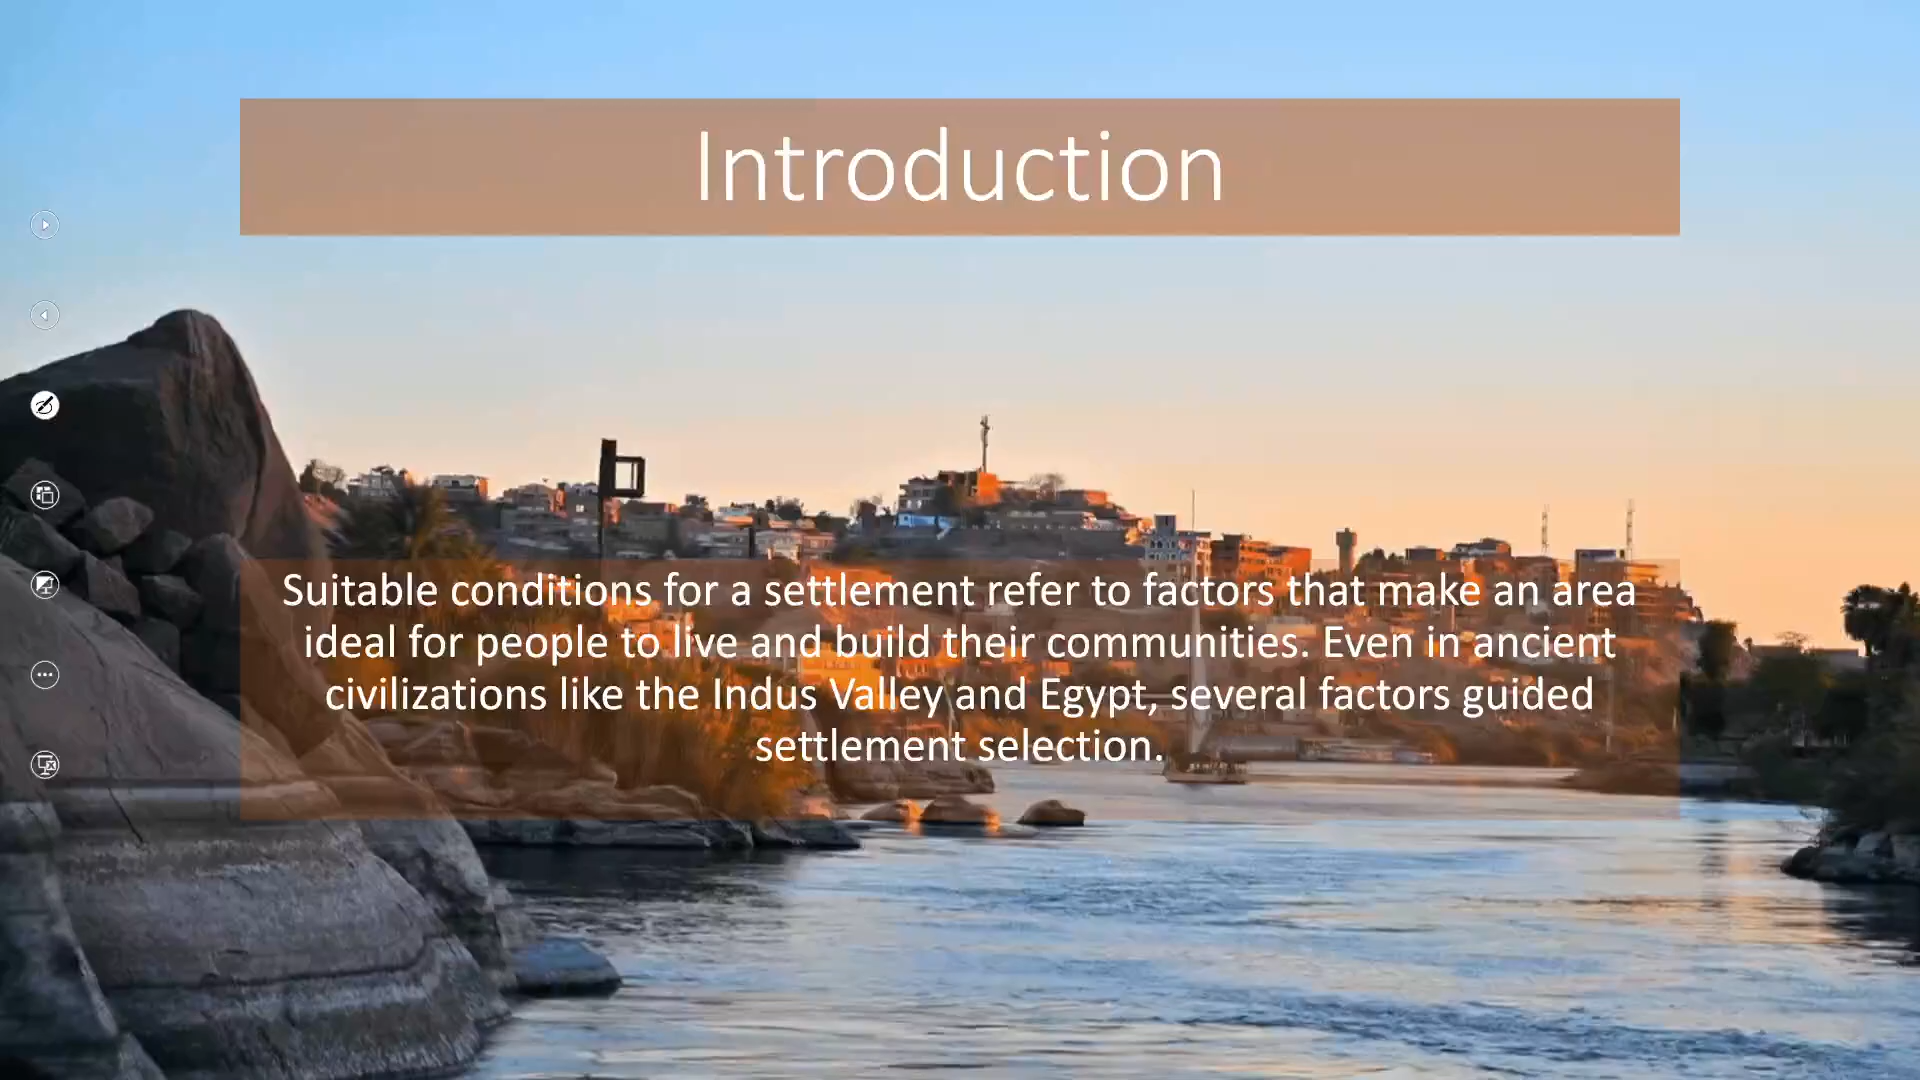 Introduction
Suitable conditions for a settlement refer to factors that make an area
ideal for people to live and build their communities. Even in ancient
civilizations like the Indus Valley and Egypt, several factors guided
settlement selection.